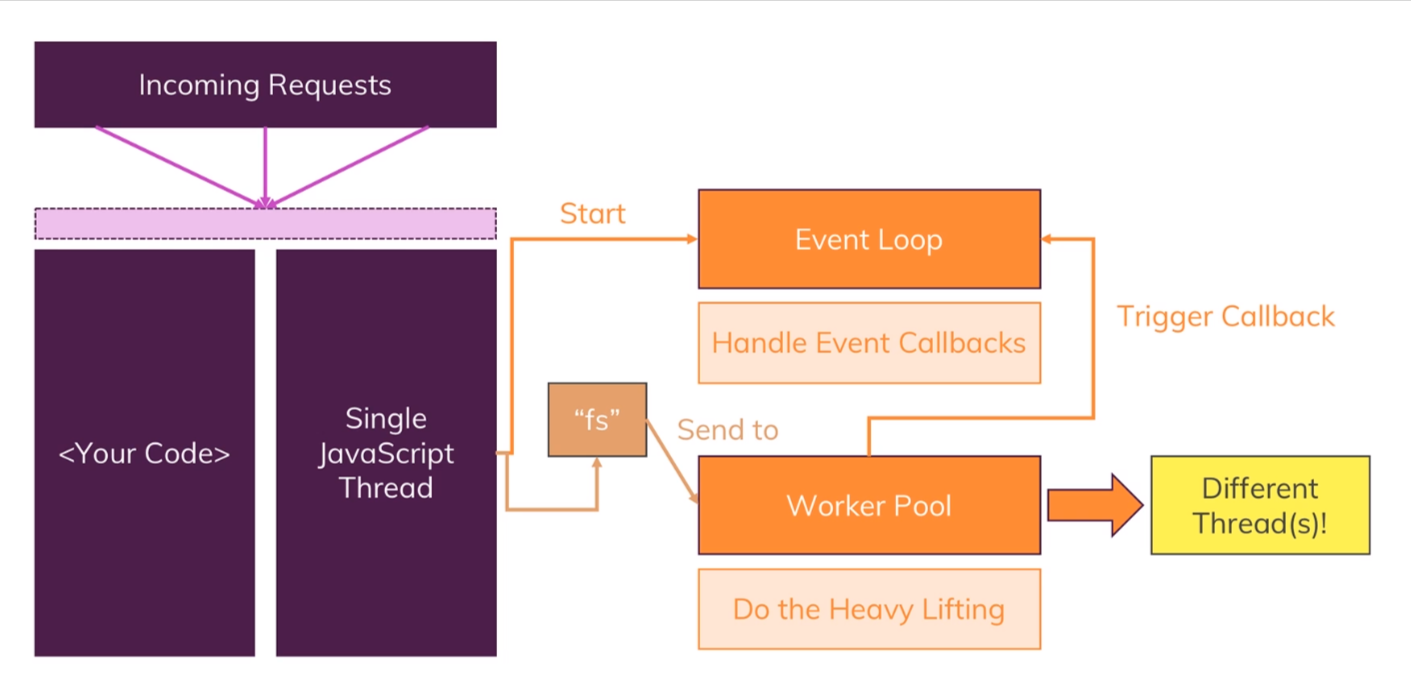 Incoming Requests
Start
Event Loop
Trigger Callback
Handle Event Callbacks
“fs”
Send to
<Your Code>
Single
JavaScript
Thread
Worker Pool
Different
Thread(s)!
Do the Heavy Lifting